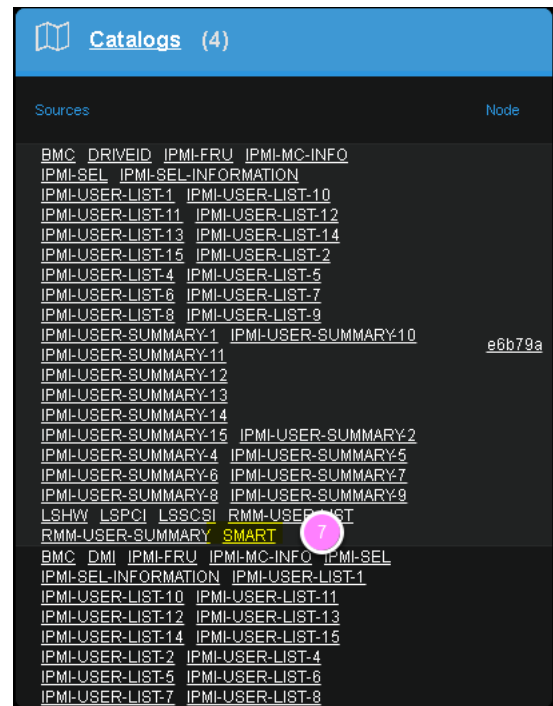 Catalogs (4)
Sources Node
BMC DRIVEID IPMI-FRU IPMI-MC-INFO
IPMI-SEL IPMI-SEL-INFORMATION
IPMI-USER-LIST-1 IPMI-USER-LIST-10
IPMI-USER-LIST-11 IPMI-USER-LIST-12
IPMI-USER-LIST-13 IPMI-USER-LIST-14
IPMI-USER-LIST-15 IPMI-USER-LIST-2
IPMI-USER-LIST-4 IPMI-USER-LIST-5
IPMI-USER-LIST-6 IPMI-USER-LIST-7
IPMI-USER-LIST-8 IPMI-USER-LIST-9
IPMI-USER-SUMMARY-1 IPMI-USER-SUMMARY-10
e6b79a
IPMI-USER-SUMMARY-11
IPMI-USER-SUMMARY-12
IPMI-USER-SUMMARY-13
IPMI-USER-SUMMARY-14
IPMI-USER-SUMMARY-15 IPMI-USER-SUMMARY-2
IPMI-USER-SUMMARY-4 IPMI-USER-SUMMARY-5
IPMI-USER-SUMMARY-6 IPMI-USER-SUMMARY-7
IPMI-USER-SUMMARY-8 IPMI-USER-SUMMARY-9
LSHW LSPCI LSSCSI RMM-USER-LIST
RMM-USER-SUMMARY SMART 7
BMC DMI IPMI-FRU IPMI-MC-INFO IPMI-SEL
IPMI-SEL-INFORMATION IPMI-USER-LIST-1
IPMI-USER-LIST-10 IPMI-USER-LIST-11
IPMI-USER-LIST-12 IPMI-USER-LIST-13
IPMI-USER-LIST-14 IPMI-USER-LIST-15
IPMI-USER-LIST-2 IPMI-USER-LIST-4
IPMI-USER-LIST-5 IPMI-USER-LIST-6
IPMI-USER-LIST-7 IPMI-USER-LIST-8